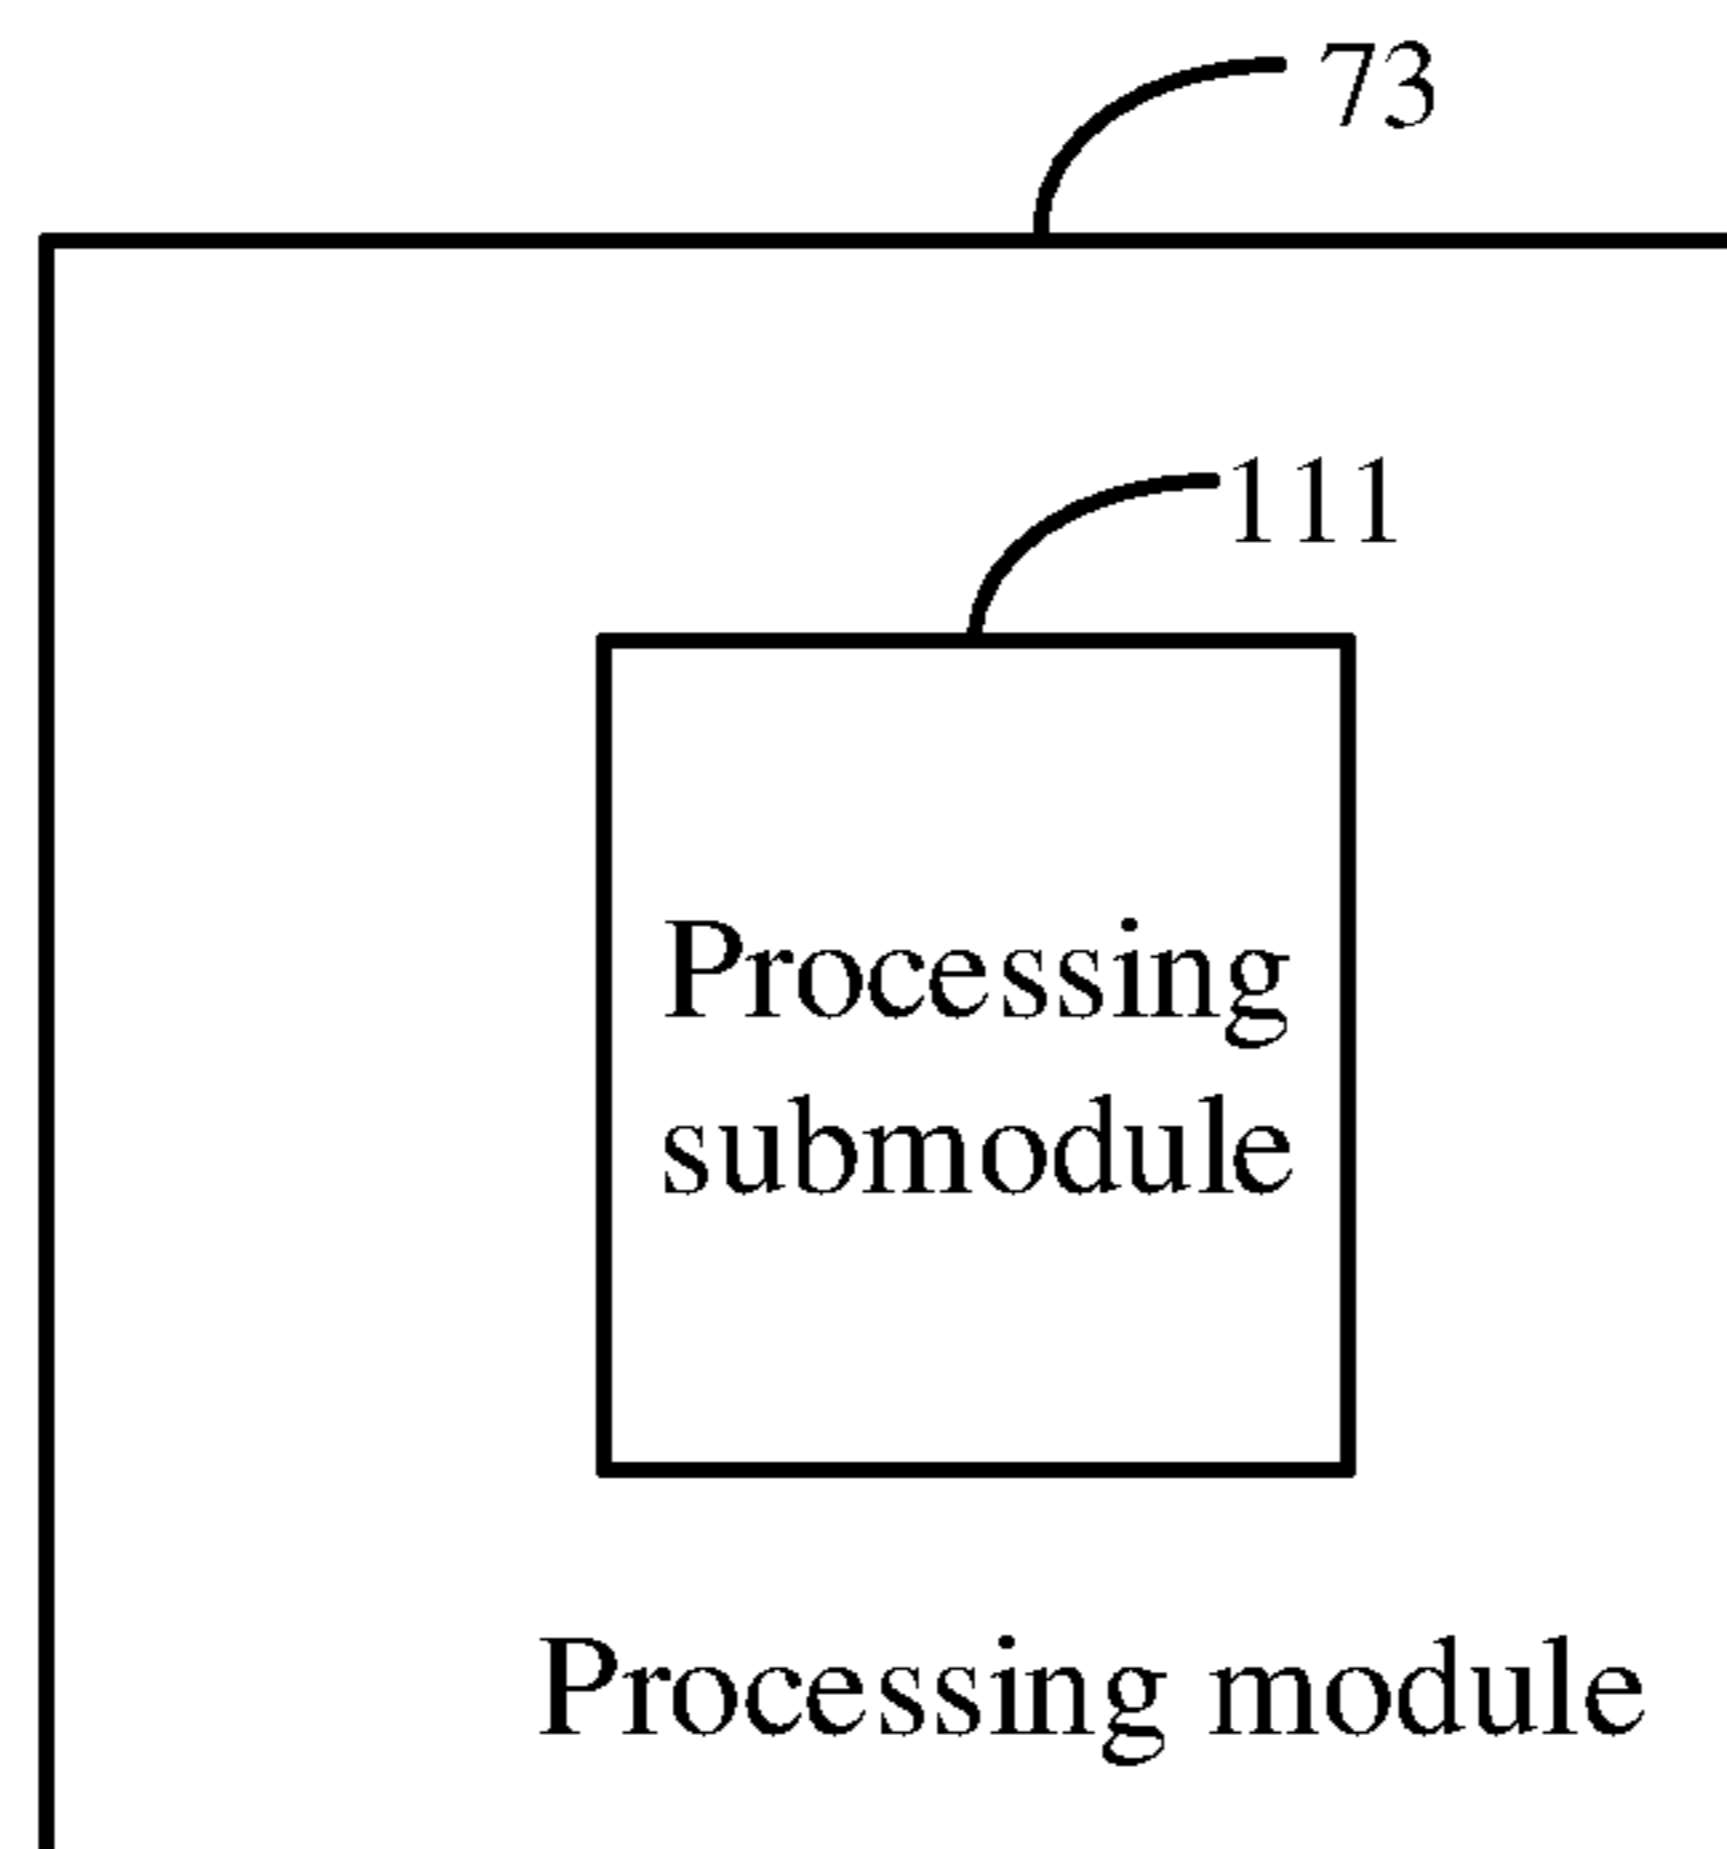 73
111
Processing
submodule
Processing module